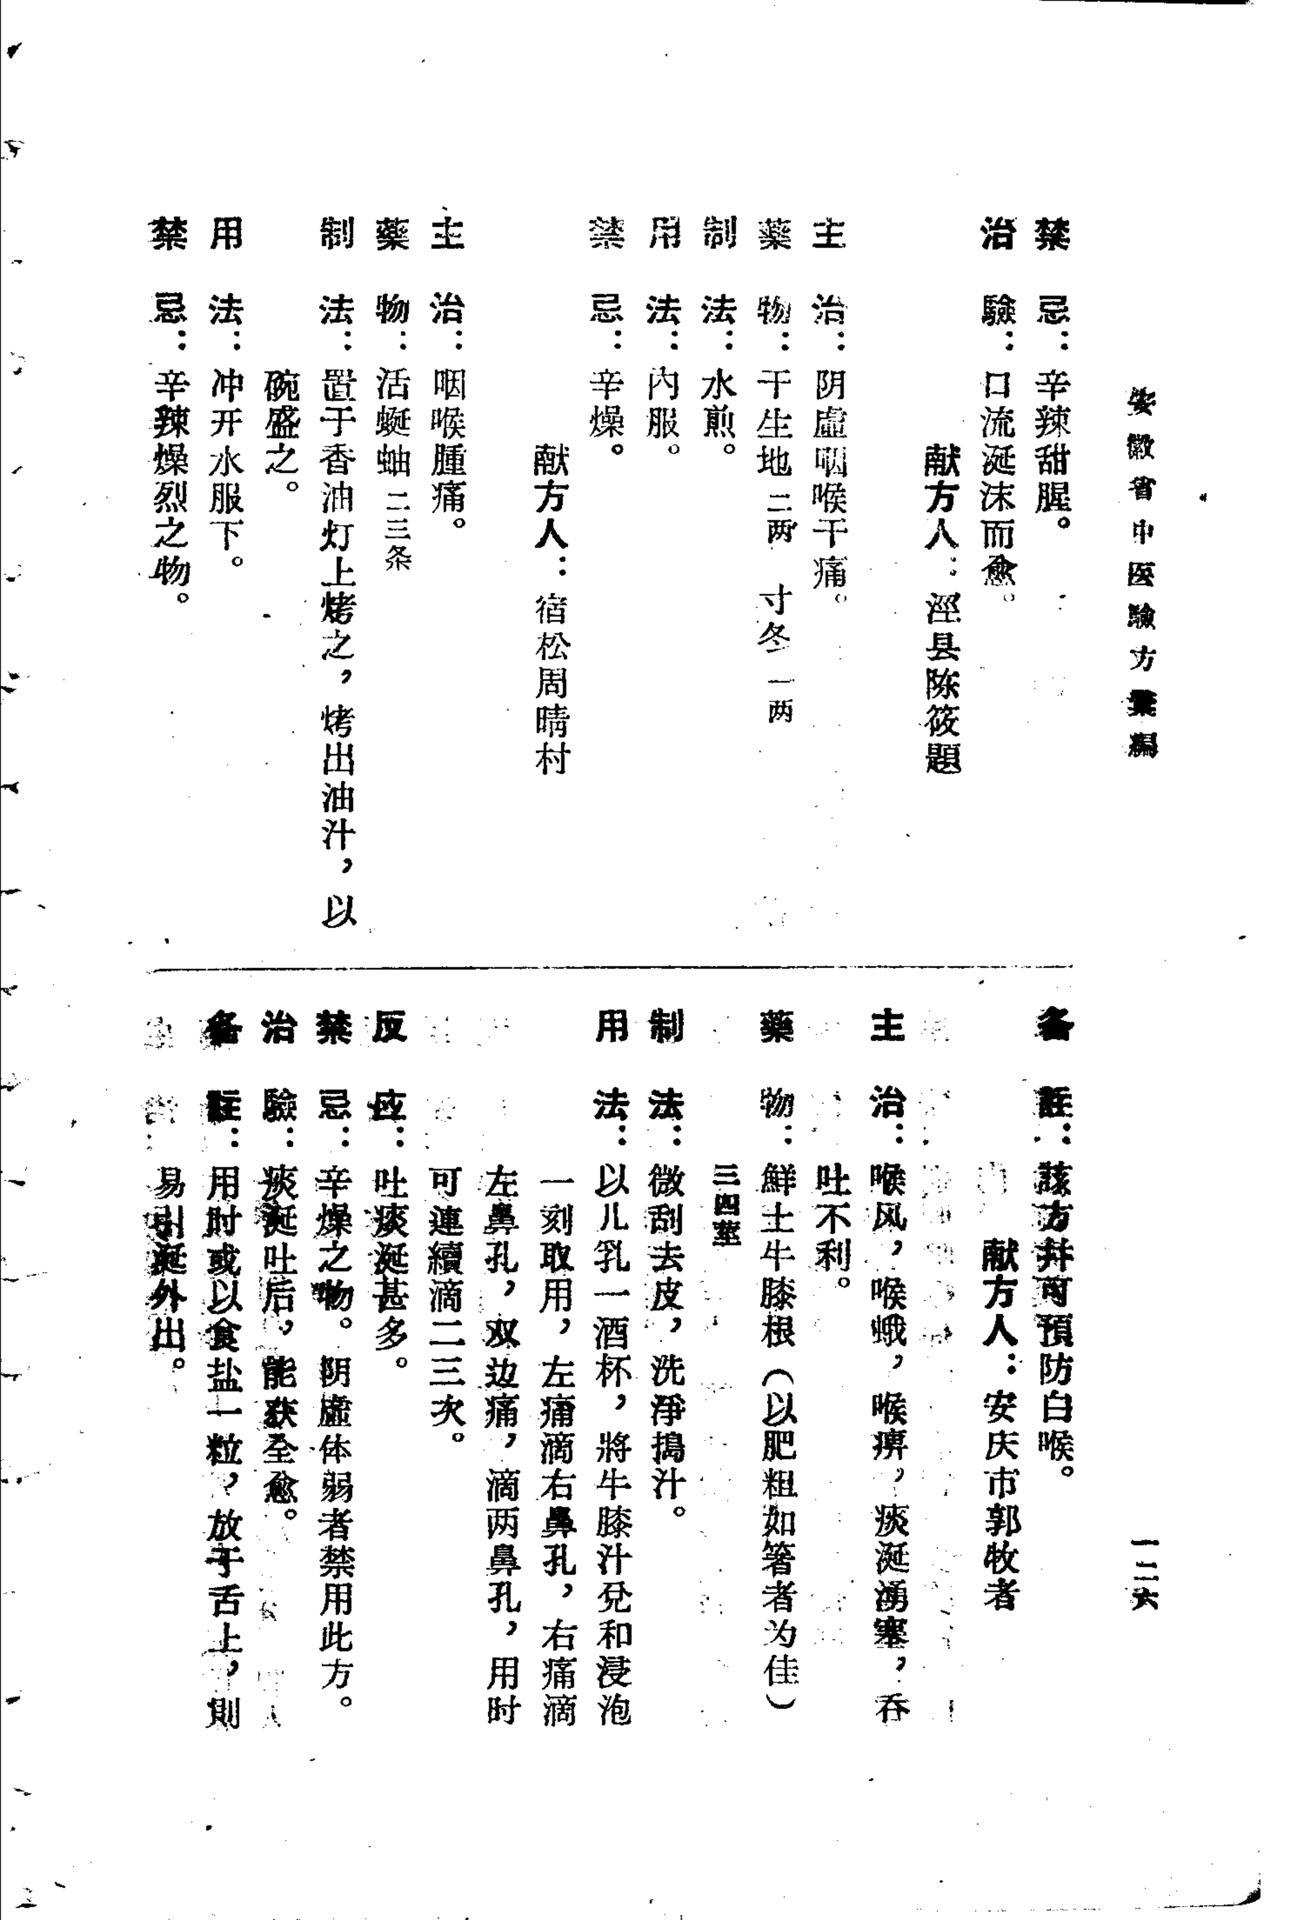 安徽省中医驗方彙編
一二六
禁 忌：辛辣甜腥。
治 驗：口流涎沫而愈。
献方人：涇县陈筱題
主 治：阴虛咽喉干痛。
藥 物：干生地二两 寸冬一两
制 法：水煎。
用 法：内服。
禁 忌：辛燥。
献方人：宿松周晴村
主 治：咽喉腫痛。
藥 物：活蜒蚰二三条
制 法：置于香油灯上烤之，烤出油汁，以
碗盛之。
用 法：冲开水服下。
禁 忌：辛辣燥烈之物。
备 註：該方幷可預防白喉。
献方人：安庆市郭牧者
主 治：喉风，喉蛾，喉痹，痰涎湧塞，吞
吐不利。
藥 物：鮮土牛膝根（以肥粗如箸者为佳）
三四莖
制 法：微刮去皮，洗淨搗汁。
用 法：以儿乳一酒杯，將牛膝汁兌和浸泡
一刻取用，左痛滴右鼻孔，右痛滴
左鼻孔，双边痛，滴两鼻孔，用时
可連續滴二三次。
反 应：吐痰涎甚多。
禁 忌：辛燥之物。阴虛体弱者禁用此方。
治 驗：痰涎吐后，能获全愈。
备 註：用时或以食盐一粒，放于舌上，則
易引涎外出。